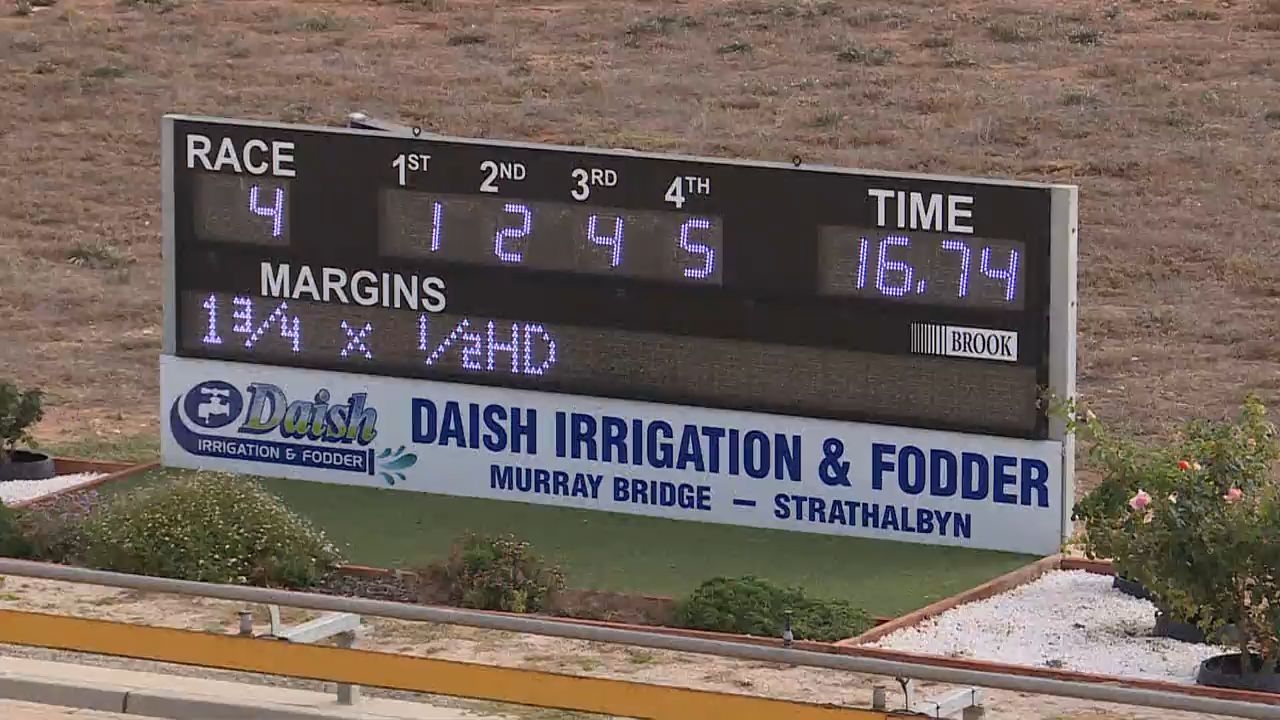 RACE 1ST 2ND 3RD 4TH TIME
4 1 2 4 5 16.74
MARGINS
1 3/4 x 1/2HD
BROOK
Daish
IRRIGATION & FODDER
DAISH IRRIGATION & FODDER
MURRAY BRIDGE – STRATHALBYN